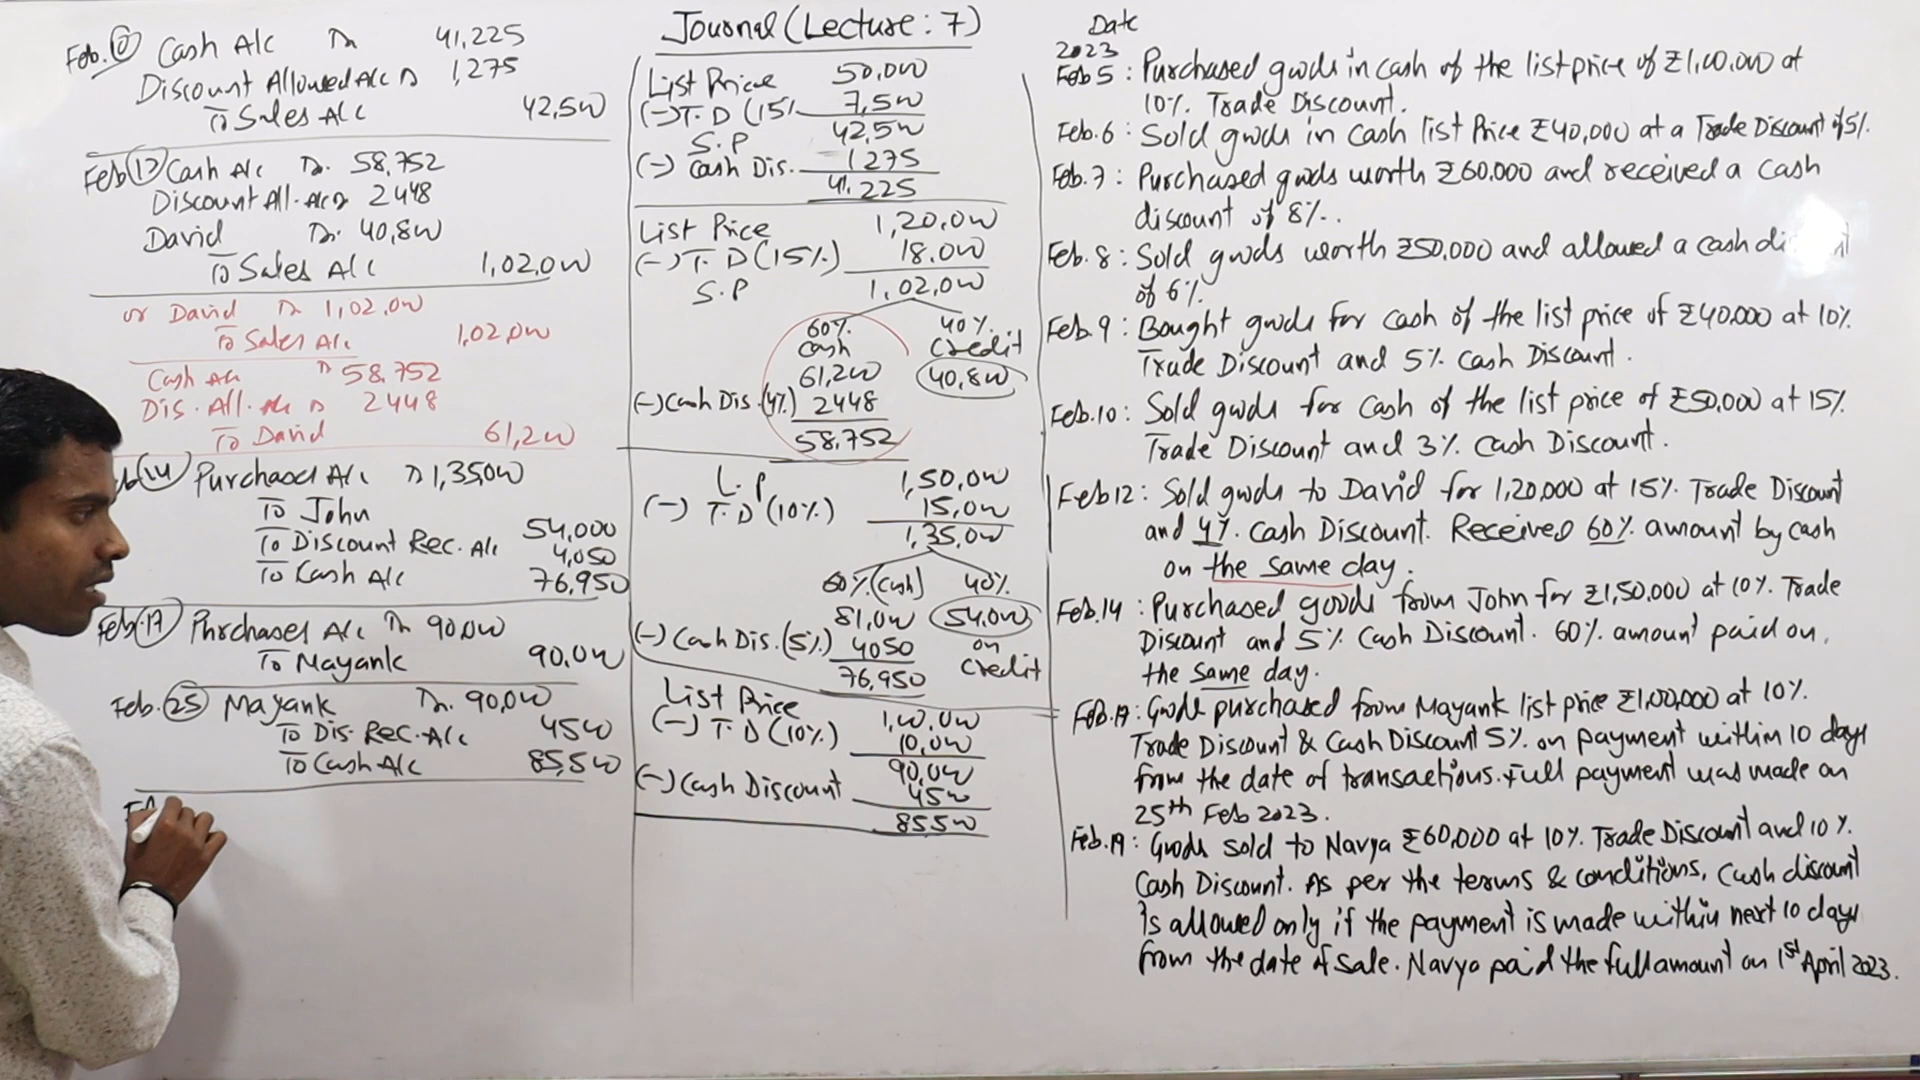 Journal (Lecture: 7)
Feb. 10 Cash A/c Dr 41,225
Discount Allowed A/c Dr 1,275
To Sales A/c 42,500
Feb 12 Cash A/c Dr. 58,752
Discount All. A/c Dr 2448
David Dr. 40,800
To Sales A/c 1,02,000
or David Dr 1,02,000
To Sales A/c 1,02,000
Cash A/c Dr 58,752
Dis. All. A/c Dr 2448
To David 61,200
14 Purchases A/c Dr 1,35,000
To John 54,000
To Discount Rec. A/c 4,050
To Cash A/c 76,950
Feb. 17 Purchases A/c Dr 90,000
To Mayank 90,000
Feb. 25 Mayank Dr. 90,000
To Dis. Rec. A/c 4500
To Cash A/c 85,500
List Price 50,000
(-) T.D (15% 7,500
S.P 42,500
(-) Cash Dis. 1275
41,225
List Price 1,20,000
(-) T.D (15%) 18,000
S.P 1,02,000
60% 40%
Cash Credit
61,200 40,800
(-) Cash Dis. (4%) 2448
58,752
L.P 1,50,000
(-) T.D (10%) 15,000
1,35,000
60% (Cash) 40%
81,000 54,000
(-) Cash Dis. (5%) 4050 on
76,950 Credit
List Price 1,00,000
(-) T.D (10%) 10,000
90,000
(-) Cash Discount 4500
85500
Date
2023
Feb 5 : Purchased goods in cash of the list price of ₹1,00,000 at
10% Trade Discount.
Feb. 6 : Sold goods in cash list Price ₹40,000 at a Trade Discount of 5%.
Feb. 7 : Purchased goods worth ₹60,000 and received a cash
discount of 8%..
Feb. 8 : Sold goods worth ₹50,000 and allowed a cash
of 6%.
Feb. 9 : Bought goods for cash of the list price of ₹40,000 at 10%
Trade Discount and 5% Cash Discount.
Feb. 10 : Sold goods for cash of the list price of ₹50,000 at 15%
Trade Discount and 3% Cash Discount.
Feb 12 : Sold goods to David for 1,20,000 at 15% Trade Discount
and 4% Cash Discount. Received 60% amount by cash
on the same day.
Feb. 14 : Purchased goods from John for ₹1,50,000 at 10% Trade
Discount and 5% Cash Discount. 60% amount paid on
the same day.
Feb. 17 : Goods purchased from Mayank list price ₹1,00,000 at 10%
Trade Discount & Cash Discount 5% on payment within 10 days
from the date of transactions. Full payment was made on
25th Feb 2023.
Feb. 19 : Goods sold to Navya ₹60,000 at 10% Trade Discount and 10%
Cash Discount. As per the terms & conditions, Cash discount
is allowed only if the payment is made within next 10 days
from the date of sale. Navya paid the full amount on 1st April 2023.